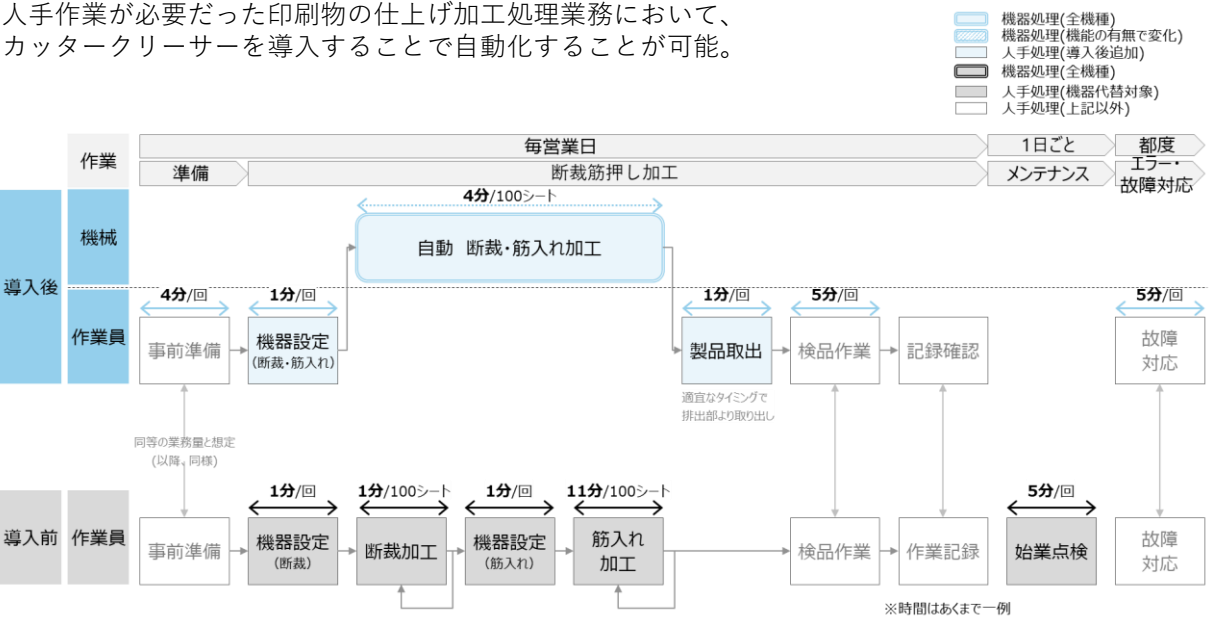 人手作業が必要だった印刷物の仕上げ加工処理業務において、
カッタークリーサーを導入することで自動化することが可能。
機器処理(全機種)
機器処理(機能の有無で変化)
人手処理(導入後追加)
機器処理(全機種)
人手処理(機器代替対象)
人手処理(上記以外)
作業
毎営業日
1日ごと
都度
準備
断裁筋押し加工
メンテナンス
エラー・
故障対応
導入後
機械
4分/100シート
自動 断裁・筋入れ加工
作業員
4分/回
1分/回
1分/回
5分/回
5分/回
事前準備
機器設定
(断裁・筋入れ)
製品取出
検品作業
記録確認
故障
対応
適宜なタイミングで
排出部より取り出し
同等の業務量と想定
(以降、同様)
導入前
作業員
1分/回
1分/100シート
1分/回
11分/100シート
5分/回
事前準備
機器設定
(断裁)
断裁加工
機器設定
(筋入れ)
筋入れ
加工
検品作業
作業記録
始業点検
故障
対応
※時間はあくまで一例